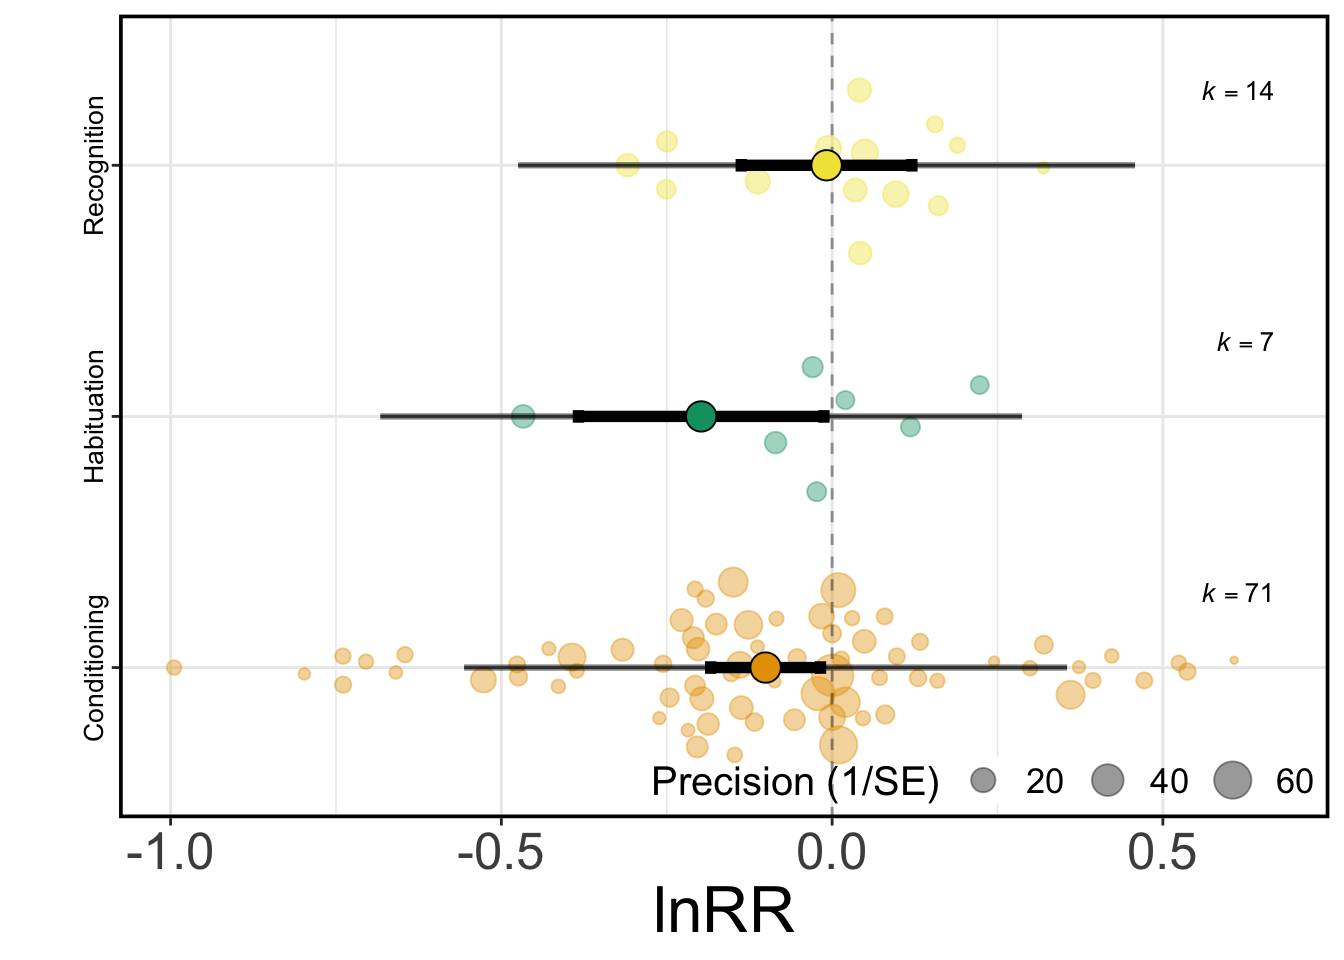 Recognition
k = 14
Habituation
k = 7
Conditioning
k = 71
Precision (1/SE) 20 40 60
-1.0 -0.5 0.0 0.5
lnRR